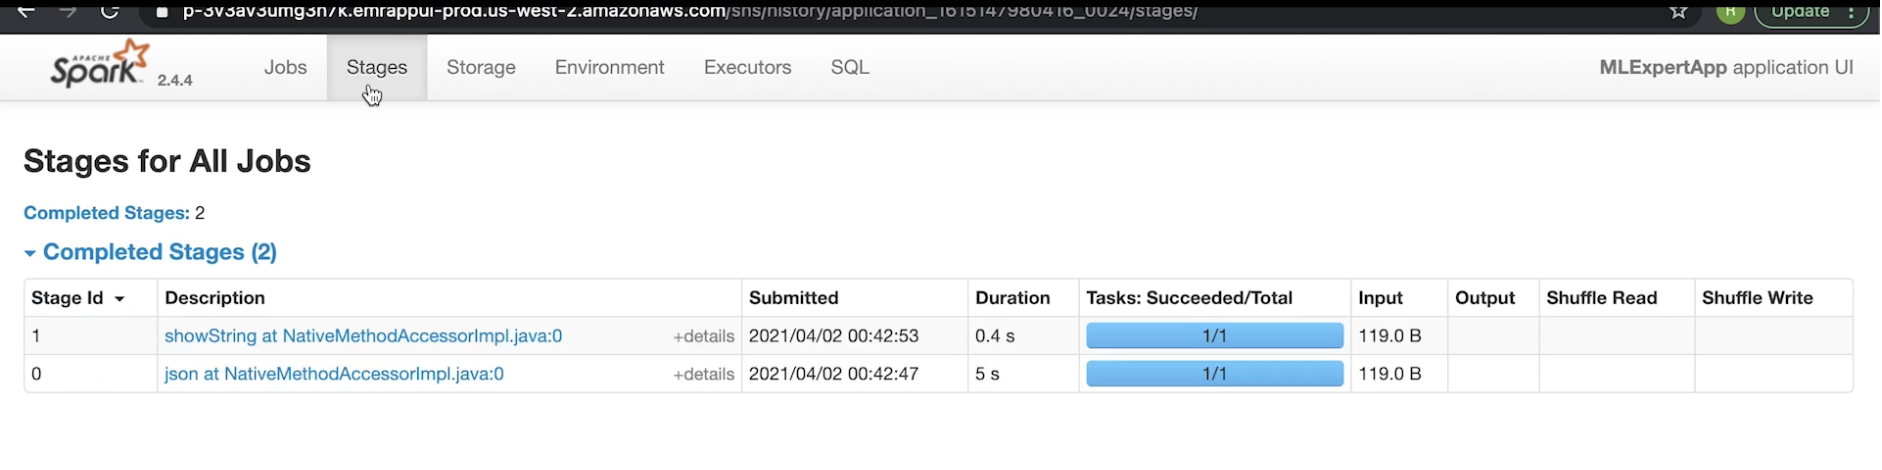 p-3v3av3umg3n7k.emrappui-prod.us-west-2.amazonaws.com/shs/history/application_1615147980416_0024/stages/ R Update
APACHE Spark 2.4.4 Jobs Stages Storage Environment Executors SQL MLExpertApp application UI
Stages for All Jobs
Completed Stages: 2
Completed Stages (2)
Stage Id Description Submitted Duration Tasks: Succeeded/Total Input Output Shuffle Read Shuffle Write
1 showString at NativeMethodAccessorImpl.java:0 +details 2021/04/02 00:42:53 0.4 s 1/1 119.0 B
0 json at NativeMethodAccessorImpl.java:0 +details 2021/04/02 00:42:47 5 s 1/1 119.0 B